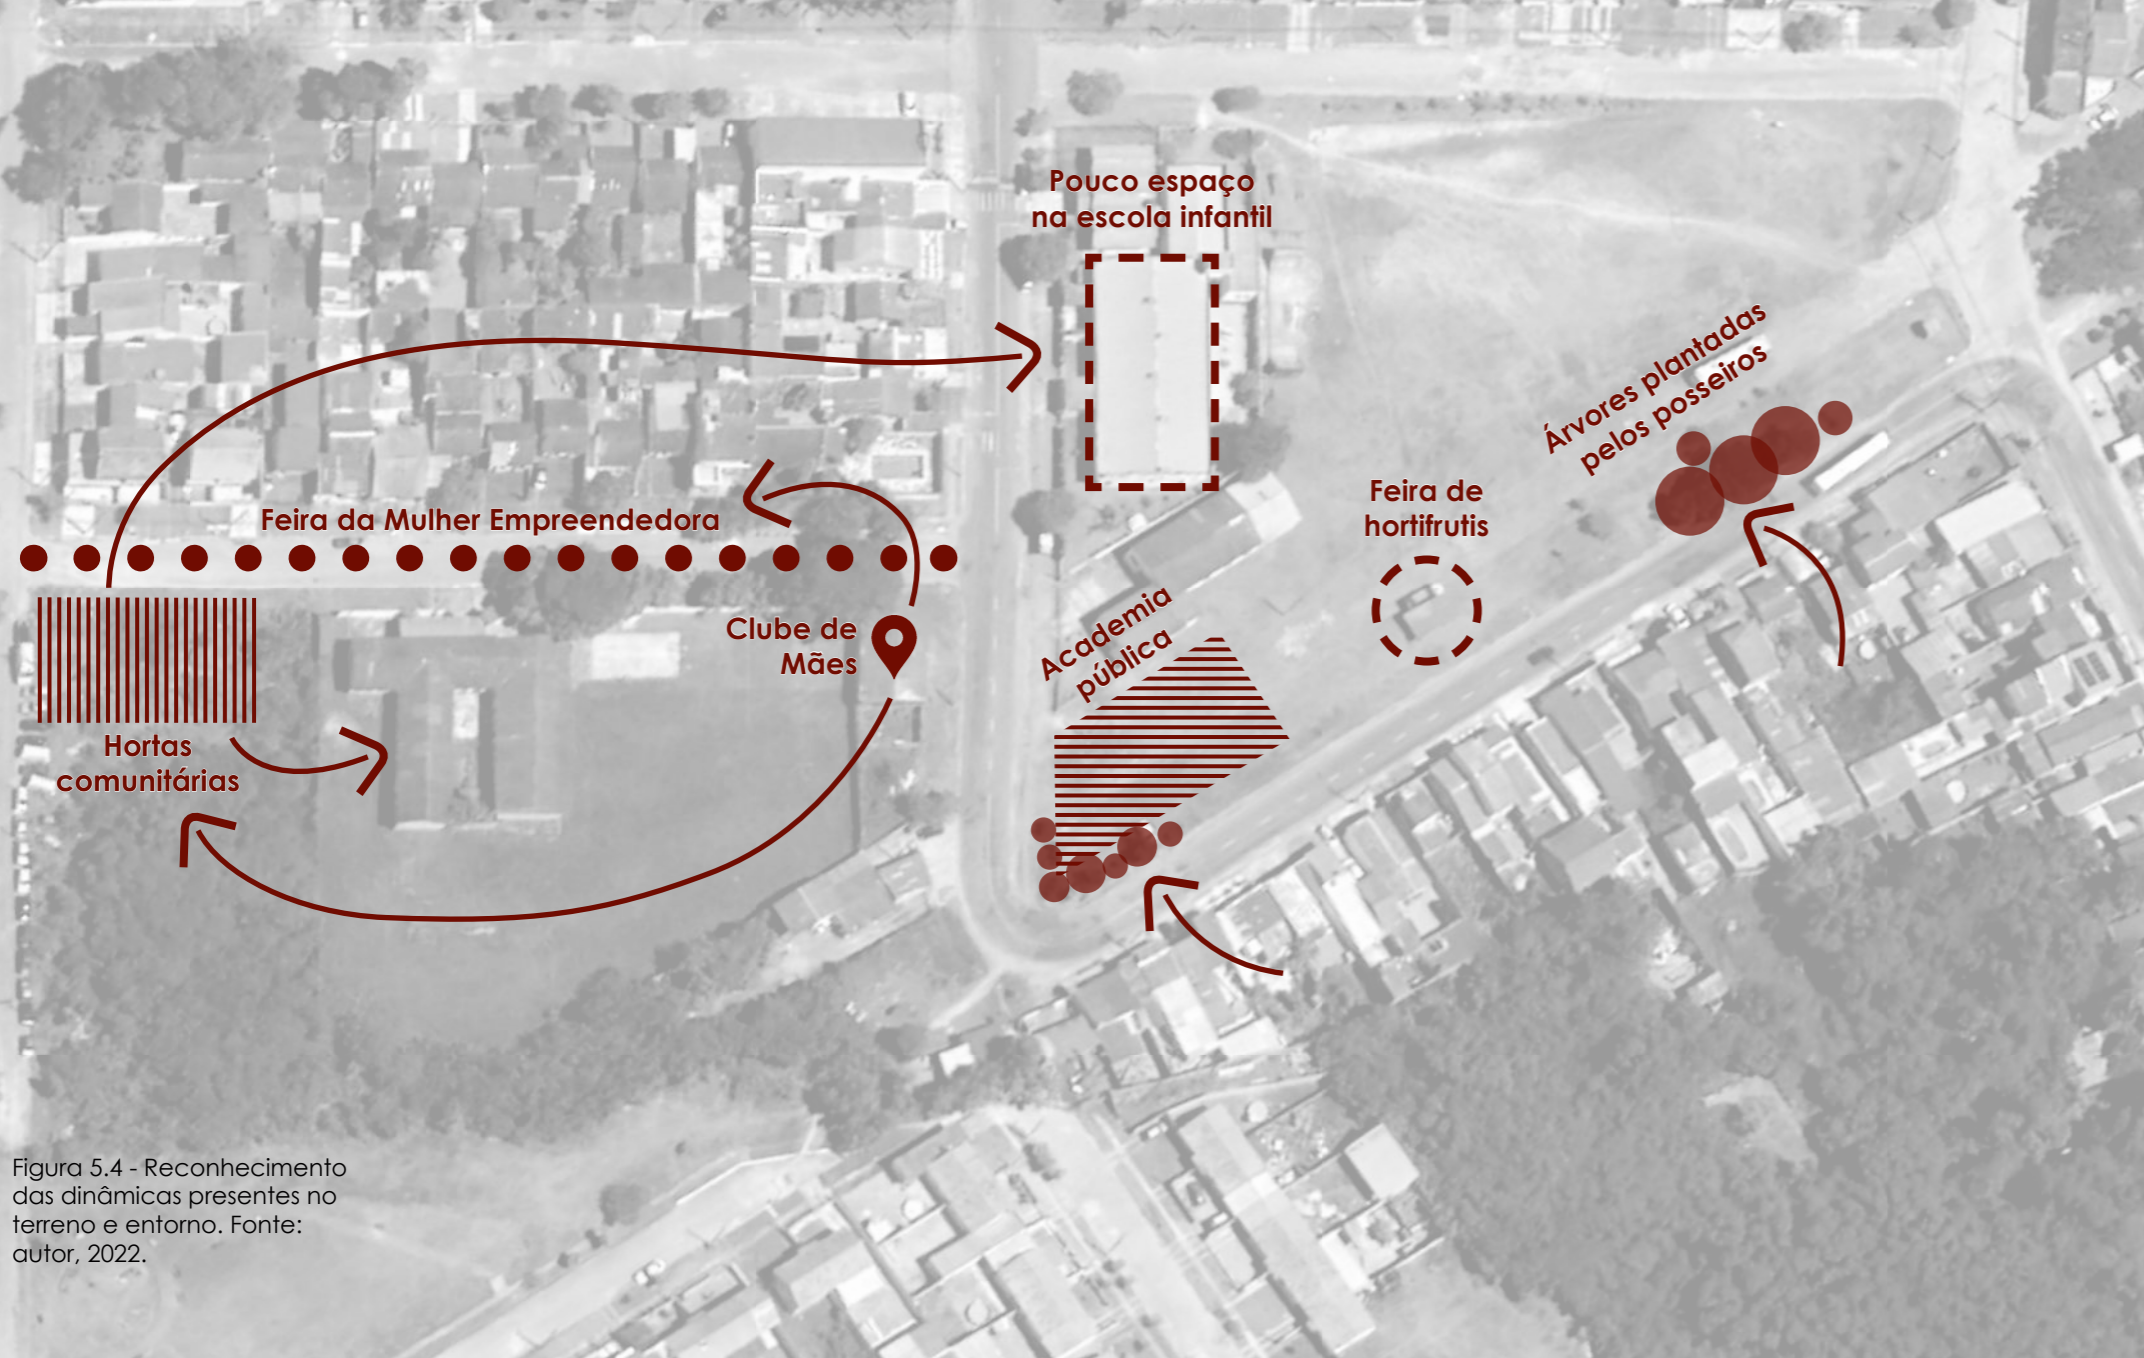 Pouco espaço
na escola infantil
Árvores plantadas
pelos posseiros
Feira de
hortifrutis
Feira da Mulher Empreendedora
Clube de
Mães
Academia
pública
Hortas
comunitárias
Figura 5.4 - Reconhecimento
das dinâmicas presentes no
terreno e entorno. Fonte:
autor, 2022.